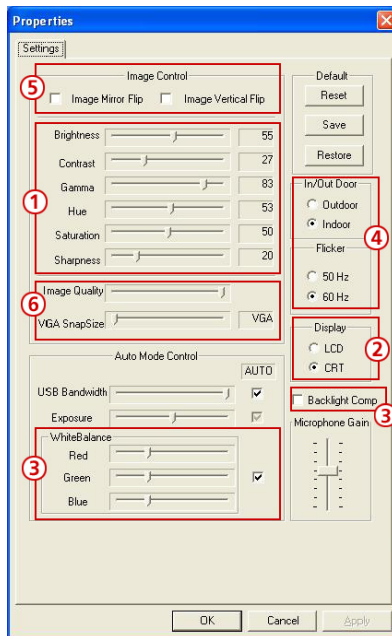 Properties
Settings
Image Control
5
Image Mirror Flip
Image Vertical Flip
Default
Reset
Save
Restore
1
Brightness 55
Contrast 27
Gamma 83
Hue 53
Saturation 50
Sharpness 20
In/Out Door
Outdoor
Indoor
4
Flicker
50 Hz
60 Hz
6
Image Quality
VGA SnapSize VGA
Display
2
LCD
CRT
Auto Mode Control
AUTO
USB Bandwidth
Exposure
Backlight Comp
3
WhiteBalance
3
Red
Green
Blue
Microphone Gain
OK
Cancel
Apply